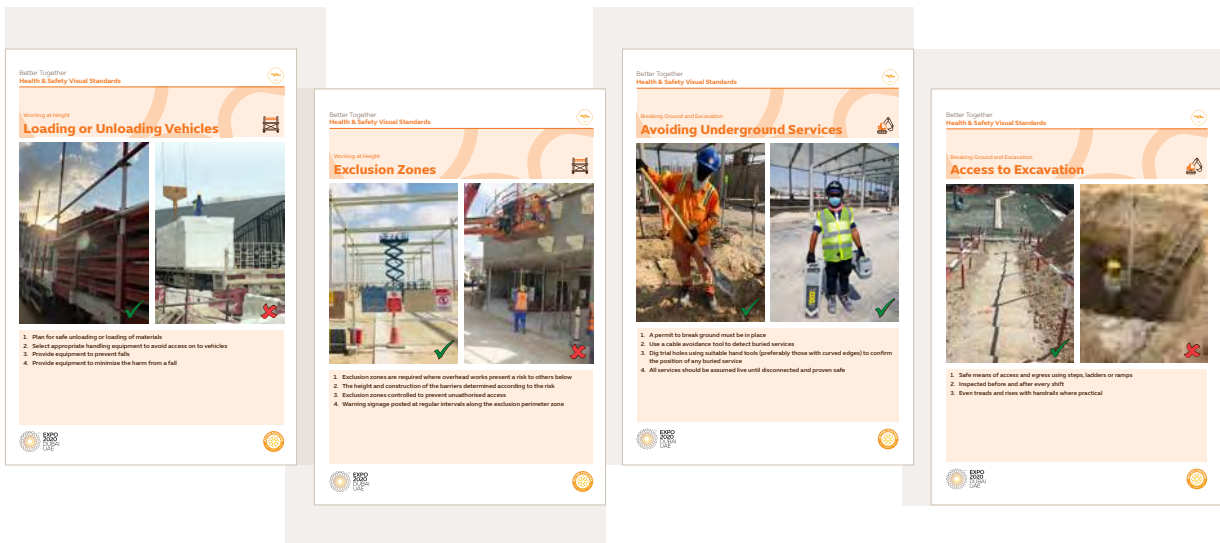 Better Together
Health & Safety Visual Standards
Working at Height
Loading or Unloading Vehicles
1. Plan for safe unloading or loading of materials
2. Select appropriate handling equipment to avoid access on to vehicles
3. Provide equipment to prevent falls
4. Provide equipment to minimize the harm from a fall
EXPO
2020
DUBAI
UAE
Better Together
Health & Safety Visual Standards
Working at Height
Exclusion Zones
1. Exclusion zones are required where overhead works present a risk to others below
2. The height and construction of the barriers determined according to the risk
3. Exclusion zones controlled to prevent unauthorised access
4. Warning signage posted at regular intervals along the exclusion perimeter zone
EXPO
2020
DUBAI
UAE
Better Together
Health & Safety Visual Standards
Breaking Ground and Excavation
Avoiding Underground Services
1. A permit to break ground must be in place
2. Use a cable avoidance tool to detect buried services
3. Dig trial holes using suitable hand tools (preferably those with curved edges) to confirm
the position of any buried service
4. All services should be assumed live until disconnected and proven safe
EXPO
2020
DUBAI
UAE
Better Together
Health & Safety Visual Standards
Breaking Ground and Excavation
Access to Excavation
1. Safe means of access and egress using steps, ladders or ramps
2. Inspected before and after every shift
3. Even treads and rises with handrails where practical
EXPO
2020
DUBAI
UAE